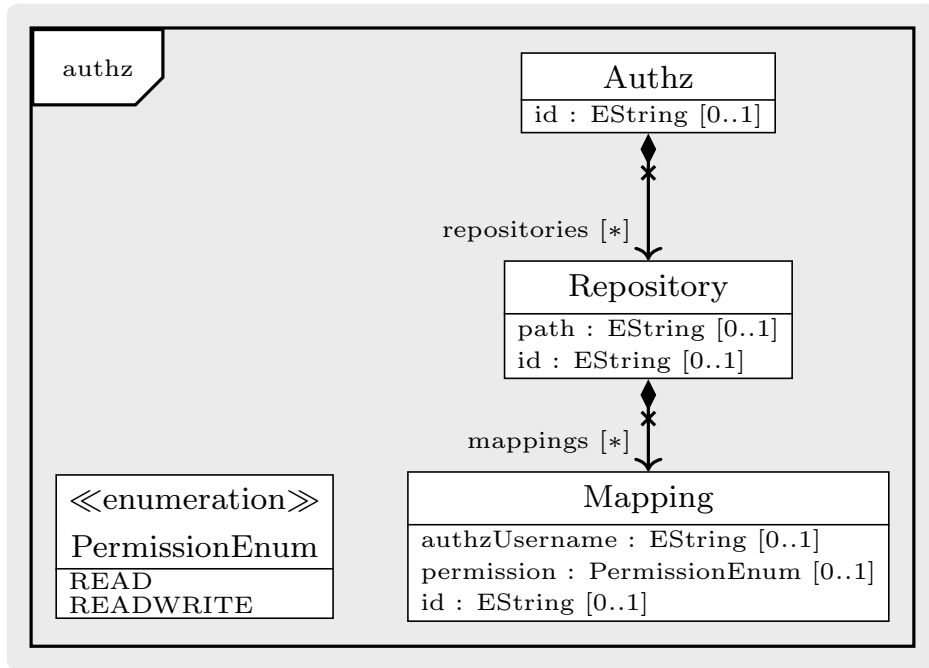 authz
Authz
id : EString [0..1]
repositories [∗]
Repository
path : EString [0..1]
id : EString [0..1]
mappings [∗]
≪enumeration≫
PermissionEnum
READ
READWRITE
Mapping
authzUsername : EString [0..1]
permission : PermissionEnum [0..1]
id : EString [0..1]